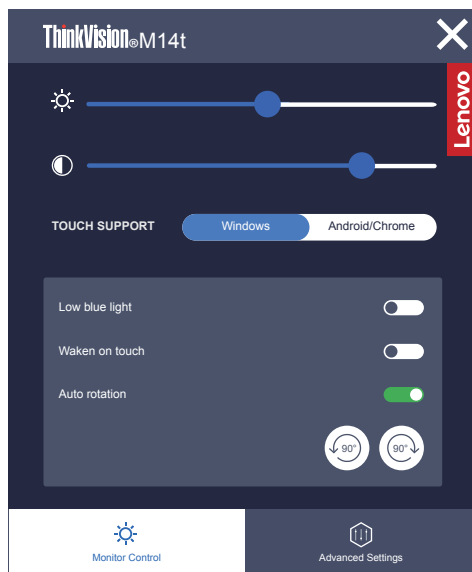 ThinkVision®M14t
Lenovo
TOUCH SUPPORT Windows Android/Chrome
Low blue light
Waken on touch
Auto rotation
90° 90°
Monitor Control Advanced Settings